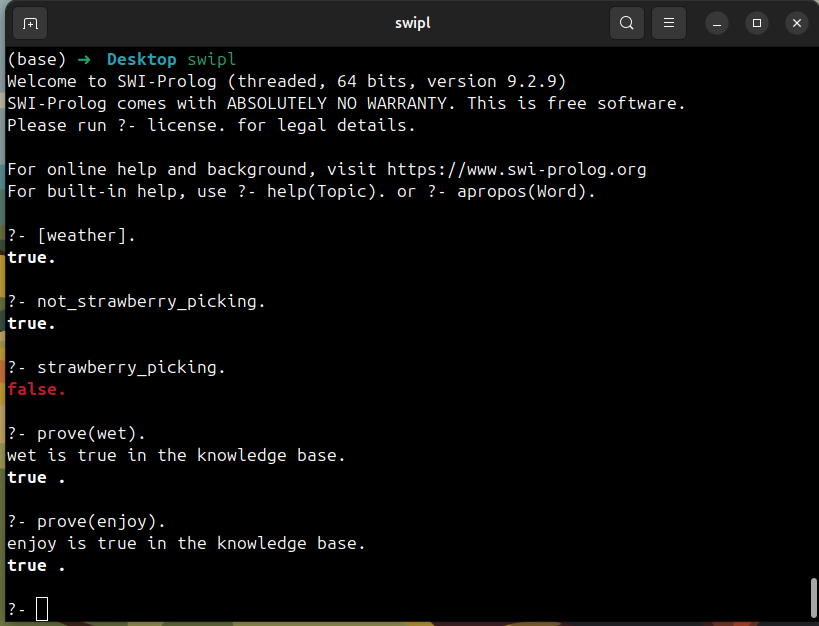 swipl
(base) → Desktop swipl
Welcome to SWI-Prolog (threaded, 64 bits, version 9.2.9)
SWI-Prolog comes with ABSOLUTELY NO WARRANTY. This is free software.
Please run ?- license. for legal details.
For online help and background, visit https://www.swi-prolog.org
For built-in help, use ?- help(Topic). or ?- apropos(Word).
?- [weather].
true.
?- not_strawberry_picking.
true.
?- strawberry_picking.
false.
?- prove(wet).
wet is true in the knowledge base.
true .
?- prove(enjoy).
enjoy is true in the knowledge base.
true .
?-